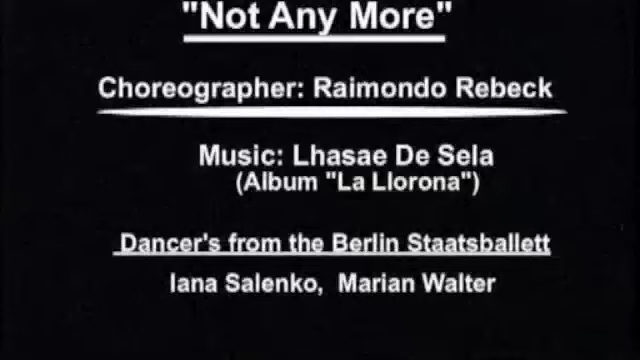 "Not Any More"
Choreographer: Raimondo Rebeck
Music: Lhasae De Sela
(Album "La Llorona")
Dancer's from the Berlin Staatsballett
Iana Salenko, Marian Walter